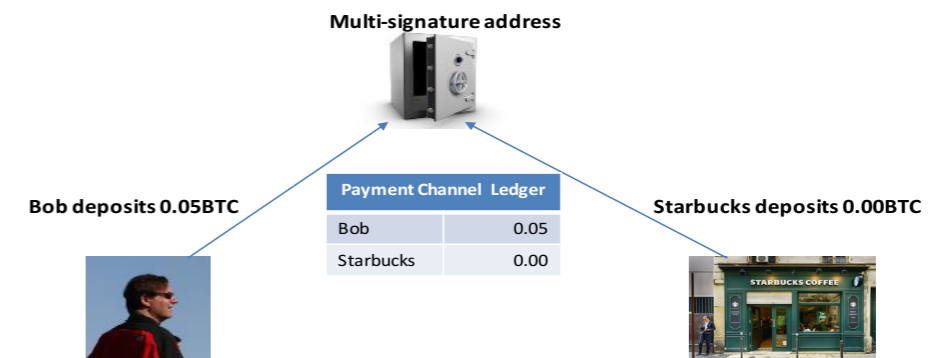 Multi-signature address
Payment Channel Ledger
Bob deposits 0.05BTC
Starbucks deposits 0.00BTC
Bob 0.05
Starbucks 0.00
STARBUCKS COFFEE